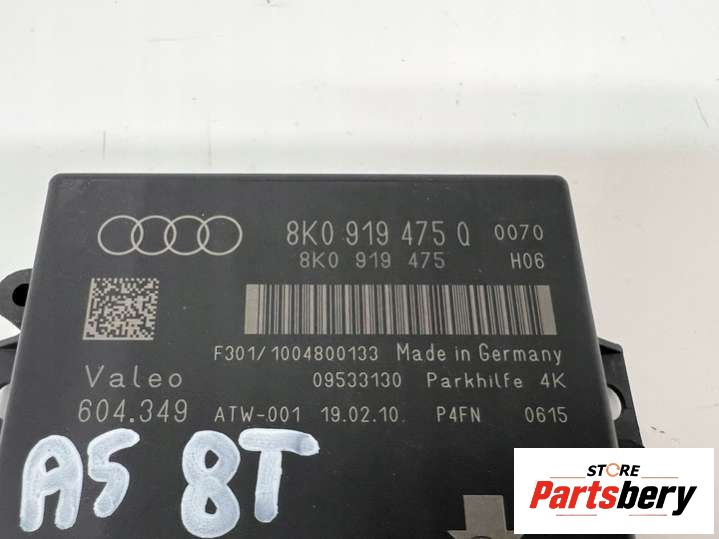 8K0 919 475 Q 0070
8K0 919 475 H06
F301/1004800133 Made in Germany
Valeo 09533130 Parkhilfe 4K
604.349 ATW-001 19.02.10. P4FN 0615
A5 8T
STORE
Partsbery